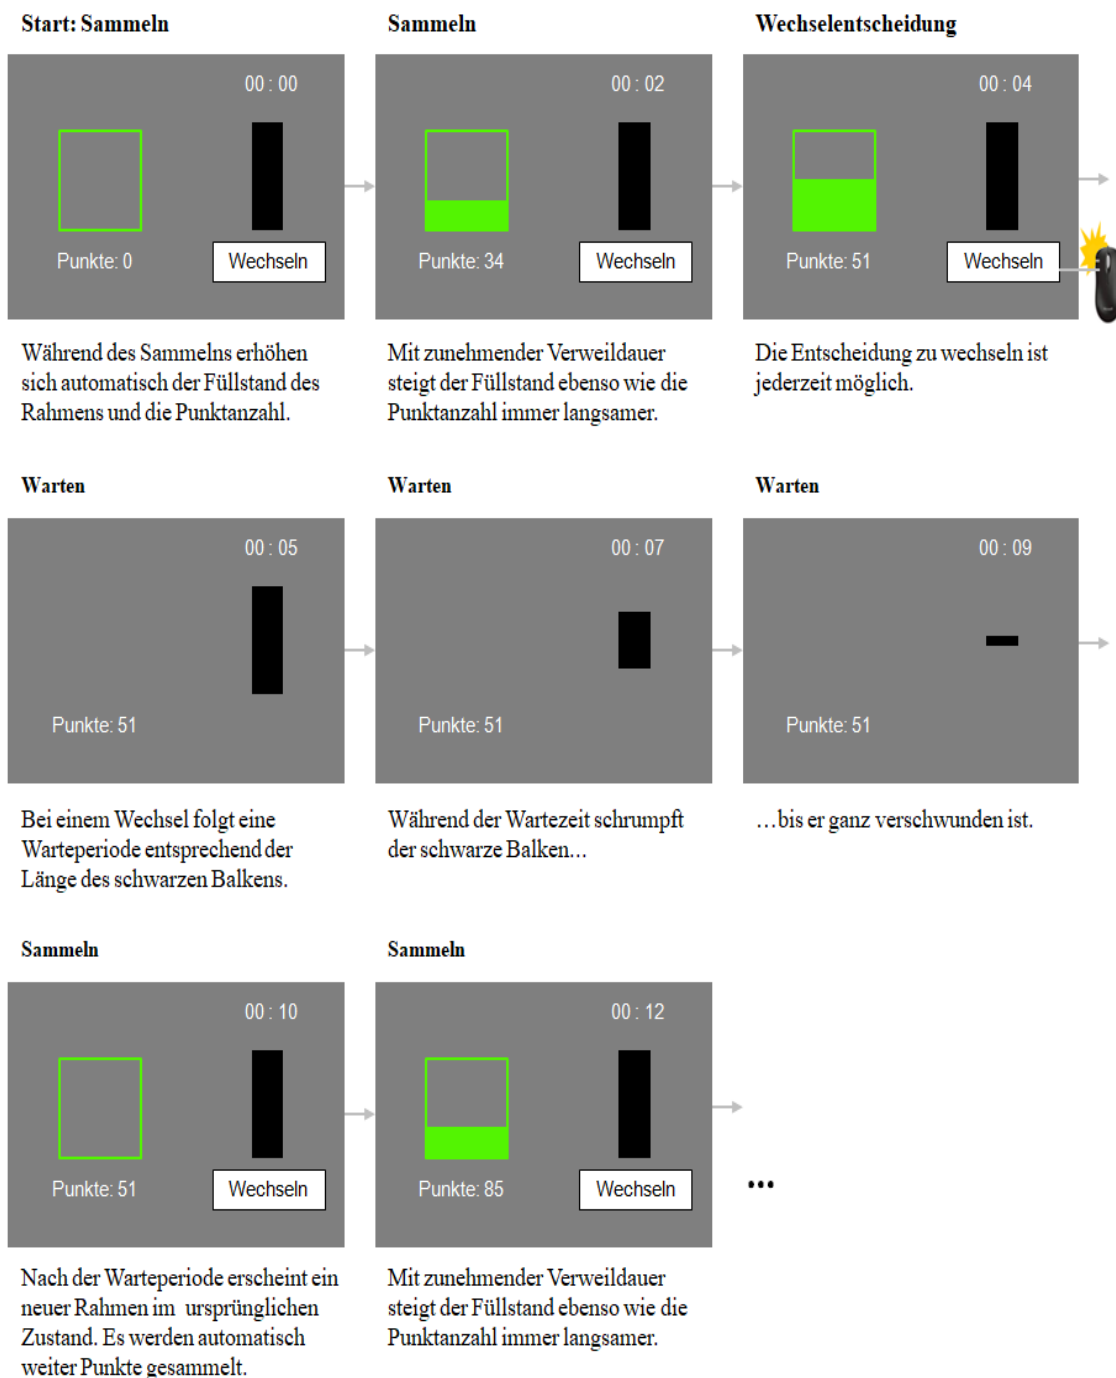 Start: Sammeln
Sammeln
Wechselentscheidung
00 : 00
Punkte: 0
Wechseln
00 : 02
Punkte: 34
Wechseln
00 : 04
Punkte: 51
Wechseln
Während des Sammelns erhöhen
sich automatisch der Füllstand des
Rahmens und die Punktanzahl.
Mit zunehmender Verweildauer
steigt der Füllstand ebenso wie die
Punktanzahl immer langsamer.
Die Entscheidung zu wechseln ist
jederzeit möglich.
Warten
Warten
Warten
00 : 05
Punkte: 51
00 : 07
Punkte: 51
00 : 09
Punkte: 51
Bei einem Wechsel folgt eine
Warteperiode entsprechend der
Länge des schwarzen Balkens.
Während der Wartezeit schrumpft
der schwarze Balken…
…bis er ganz verschwunden ist.
Sammeln
Sammeln
00 : 10
Punkte: 51
Wechseln
00 : 12
Punkte: 85
Wechseln
...
Nach der Warteperiode erscheint ein
neuer Rahmen im ursprünglichen
Zustand. Es werden automatisch
weiter Punkte gesammelt.
Mit zunehmender Verweildauer
steigt der Füllstand ebenso wie die
Punktanzahl immer langsamer.